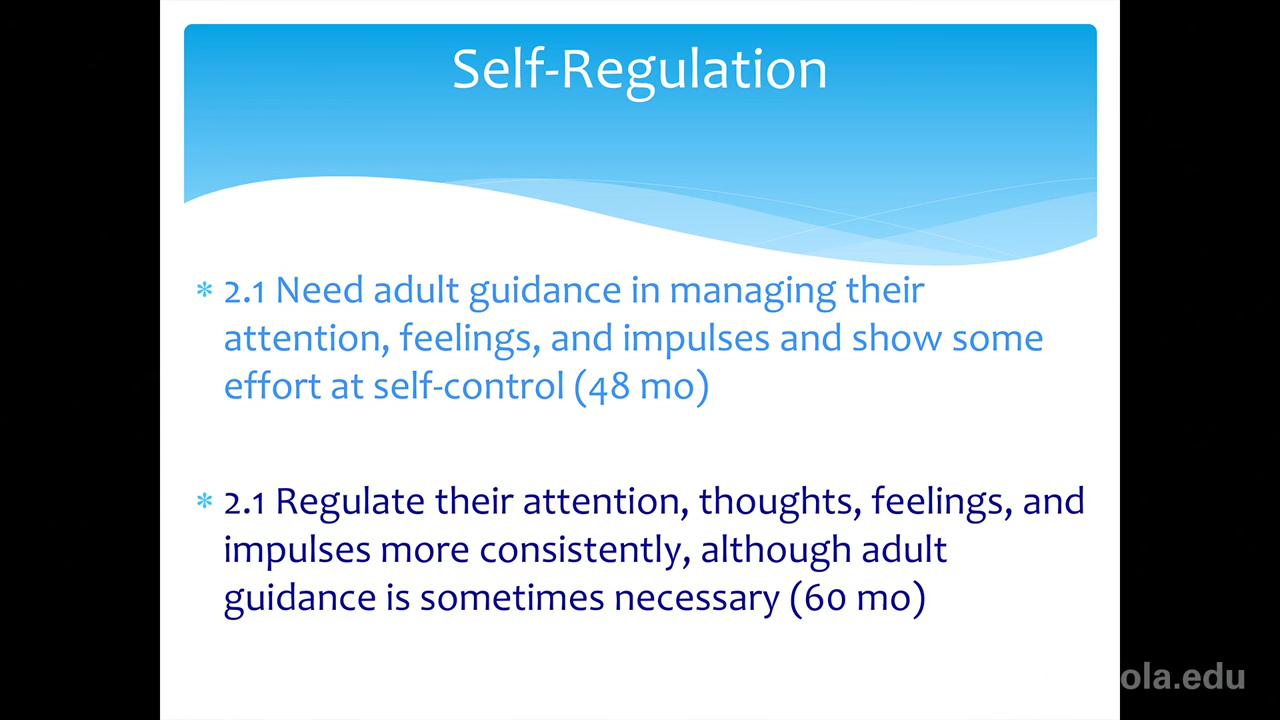 Self-Regulation
* 2.1 Need adult guidance in managing their
attention, feelings, and impulses and show some
effort at self-control (48 mo)
* 2.1 Regulate their attention, thoughts, feelings, and
impulses more consistently, although adult
guidance is sometimes necessary (60 mo)
ola.edu